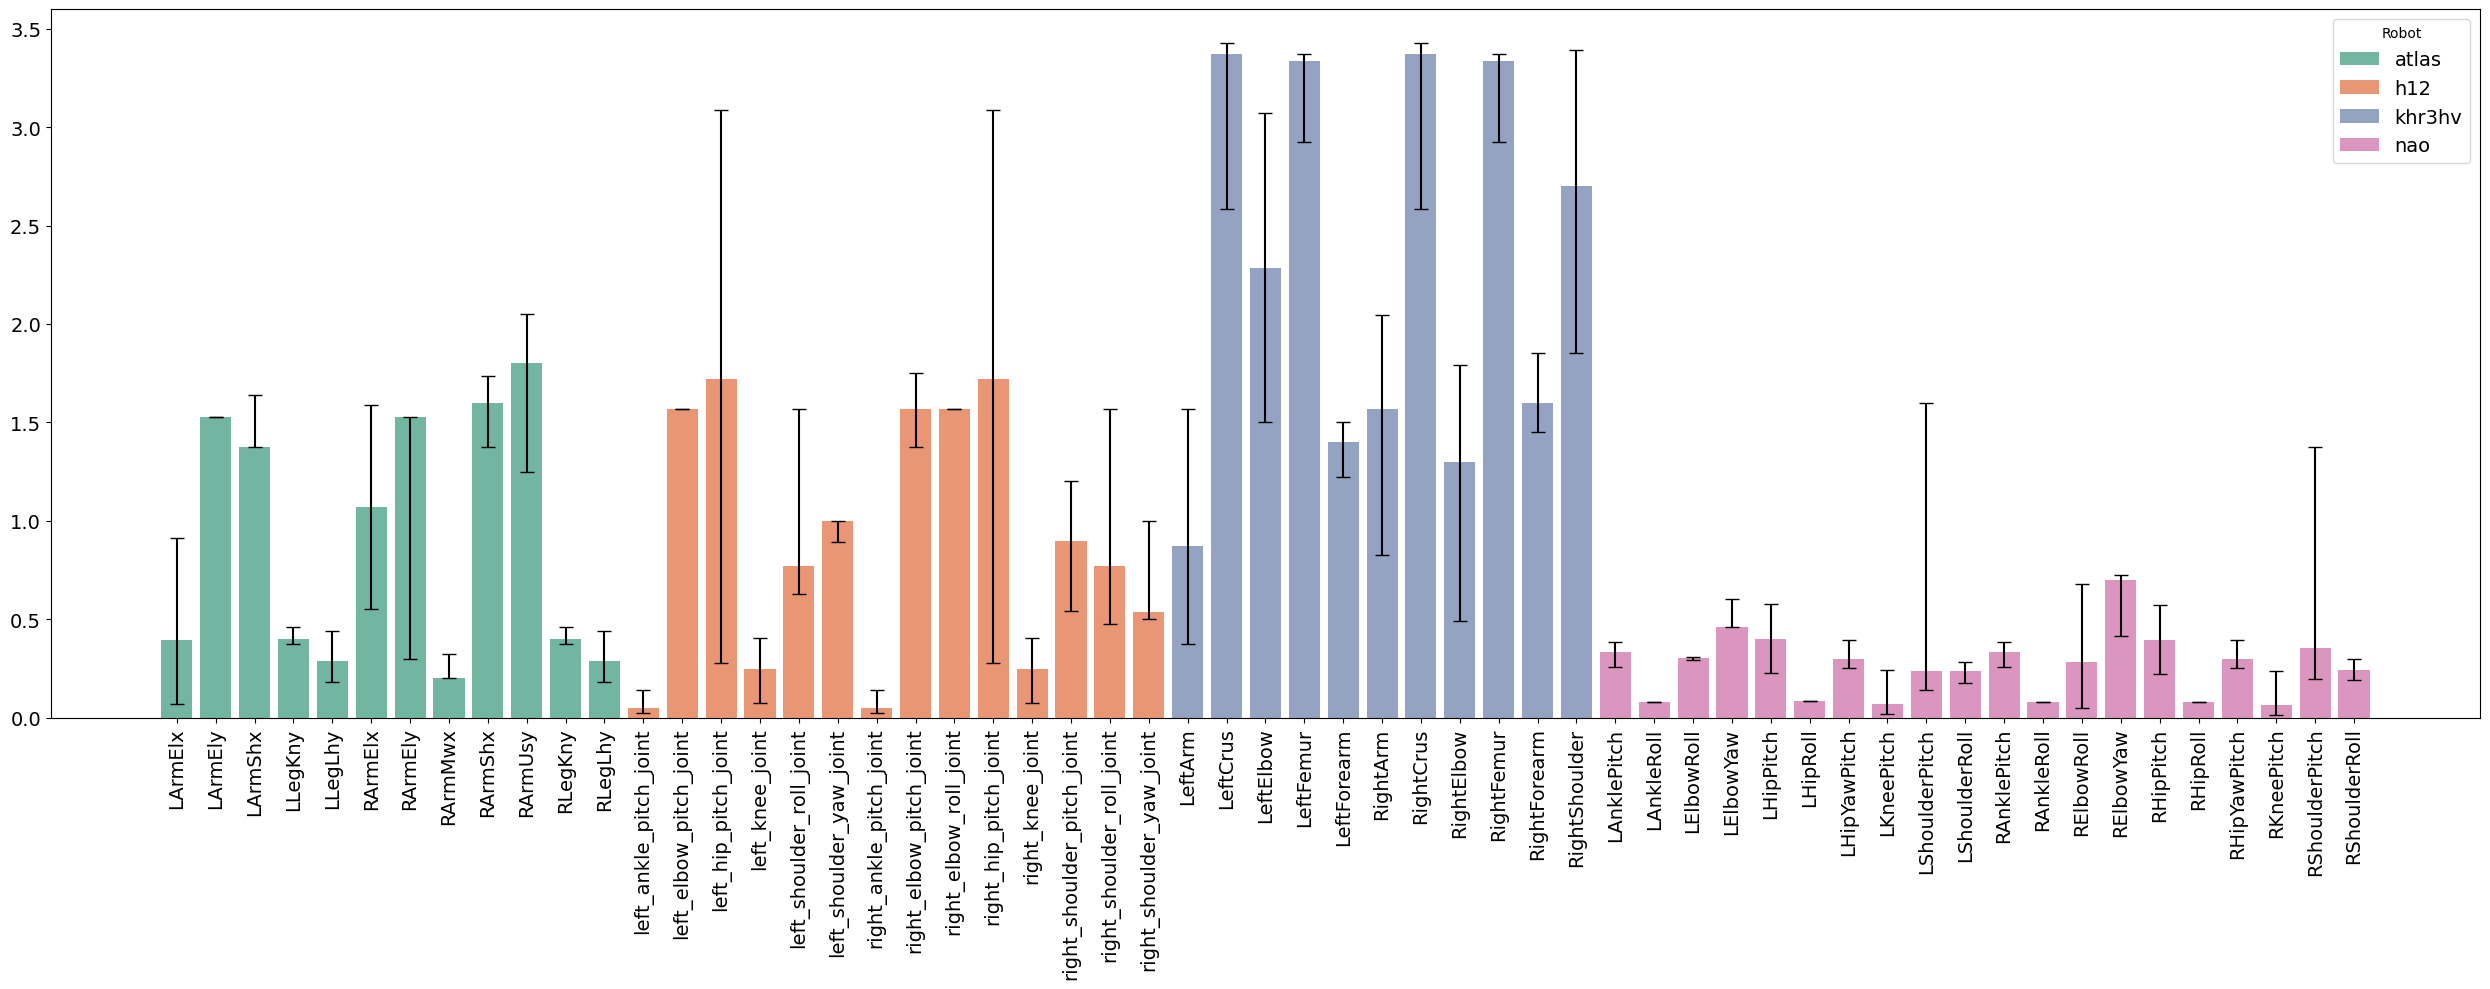 3.5
3.0
2.5
2.0
1.5
1.0
0.5
0.0
Robot
atlas
h12
khr3hv
nao
LArmElx
LArmEly
LArmShx
LLegKny
LLegLhy
RArmElx
RArmEly
RArmMwx
RArmShx
RArmUsy
RLegKny
RLegLhy
left_ankle_pitch_joint
left_elbow_pitch_joint
left_hip_pitch_joint
left_knee_joint
left_shoulder_roll_joint
left_shoulder_yaw_joint
right_ankle_pitch_joint
right_elbow_pitch_joint
right_elbow_roll_joint
right_hip_pitch_joint
right_knee_joint
right_shoulder_pitch_joint
right_shoulder_roll_joint
right_shoulder_yaw_joint
LeftArm
LeftCrus
LeftElbow
LeftFemur
LeftForearm
RightArm
RightCrus
RightElbow
RightFemur
RightForearm
RightShoulder
LAnklePitch
LAnkleRoll
LElbowRoll
LElbowYaw
LHipPitch
LHipRoll
LHipYawPitch
LKneePitch
LShoulderPitch
LShoulderRoll
RAnklePitch
RAnkleRoll
RElbowRoll
RElbowYaw
RHipPitch
RHipRoll
RHipYawPitch
RKneePitch
RShoulderPitch
RShoulderRoll